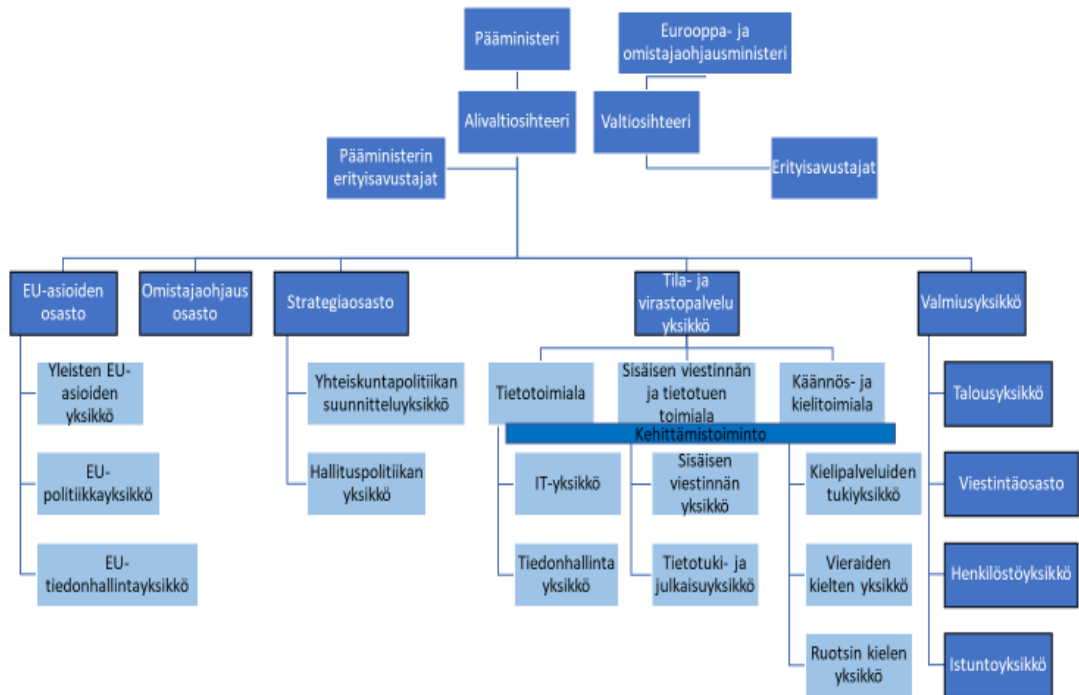 Pääministeri
Eurooppa- ja
omistajaohjausministeri
Alivaltiosihteeri
Valtiosihteeri
Pääministerin
erityisavustajat
Erityisavustajat
EU-asioiden
osasto
Omistajaohjaus
osasto
Strategiaosasto
Tila- ja
virastopalvelu
yksikkö
Valmiusyksikkö
Yleisten EU-
asioiden
yksikkö
EU-
politiikkayksikkö
EU-
tiedonhallintayksikkö
Yhteiskuntapolitiikan
suunnitteluyksikkö
Hallituspolitiikan
yksikkö
Tietotoimiala
Sisäisen viestinnän
ja tietotuen
toimiala
Käännös- ja
kielitoimiala
Kehittämistoiminto
IT-yksikkö
Tiedonhallinta
yksikkö
Sisäisen
viestinnän
yksikkö
Tietotuki- ja
julkaisuyksikkö
Kielipalveluiden
tukiyksikkö
Vieraiden
kielten yksikkö
Ruotsin kielen
yksikkö
Talousyksikkö
Viestintäosasto
Henkilöstöyksikkö
Istuntoyksikkö